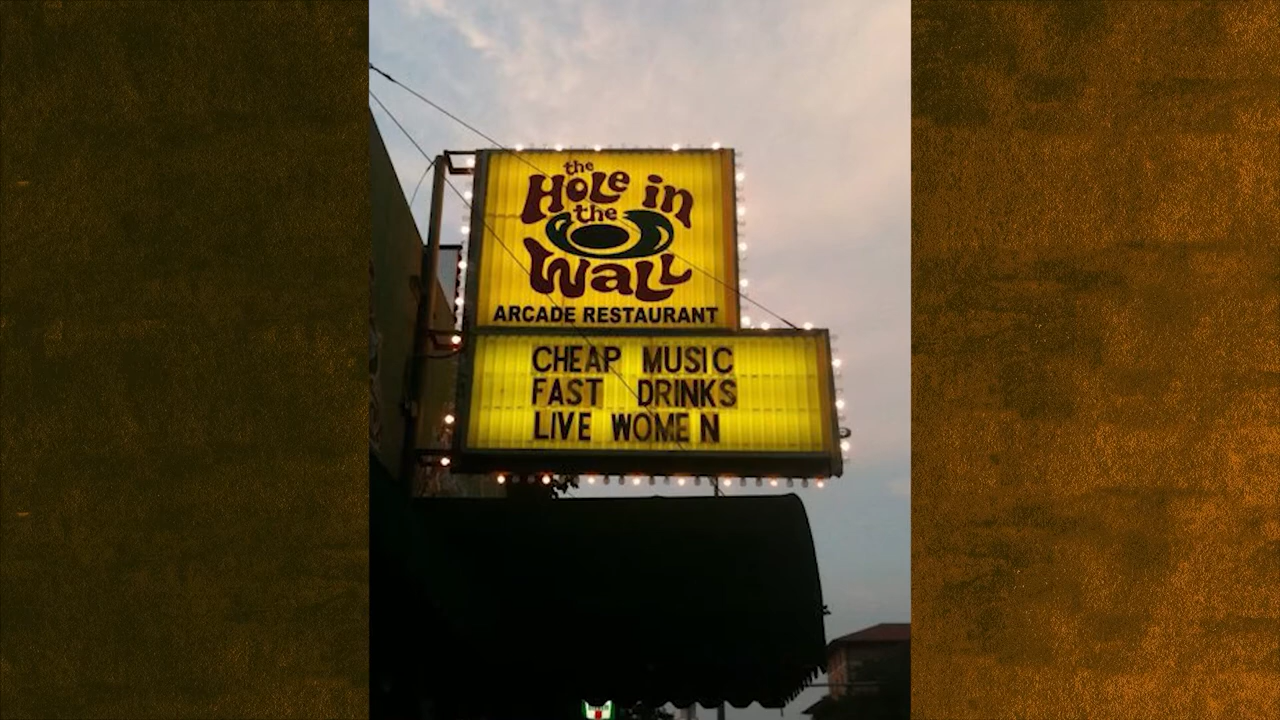 the
Hole in
the
Wall
ARCADE RESTAURANT
CHEAP MUSIC
FAST DRINKS
LIVE WOMEN